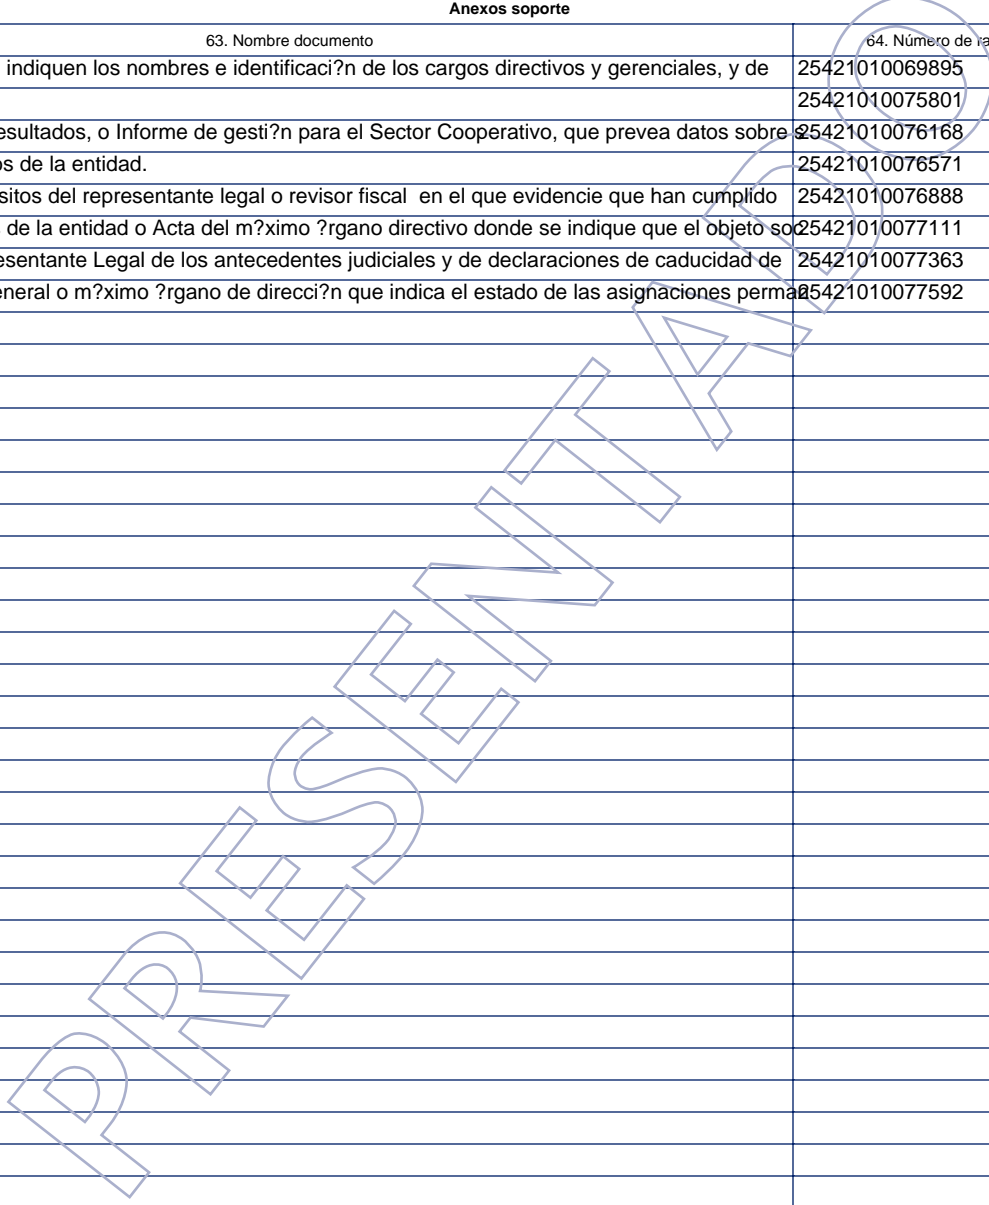 Anexos soporte
63. Nombre documento 64. Número de ra
indiquen los nombres e identificaci?n de los cargos directivos y gerenciales, y de 25421010069895
25421010075801
esultados, o Informe de gesti?n para el Sector Cooperativo, que prevea datos sobre 25421010076168
os de la entidad. 25421010076571
sitos del representante legal o revisor fiscal en el que evidencie que han cumplido 25421010076888
de la entidad o Acta del m?ximo ?rgano directivo donde se indique que el objeto soc 25421010077111
esentante Legal de los antecedentes judiciales y de declaraciones de caducidad de 25421010077363
eneral o m?ximo ?rgano de direcci?n que indica el estado de las asignaciones perman 25421010077592
PRESENTADO